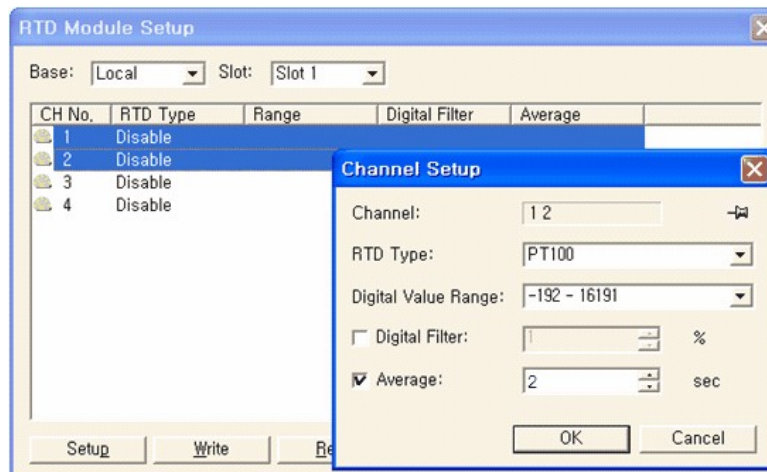 RTD Module Setup
Base: Local Slot: Slot 1
CH No. RTD Type Range Digital Filter Average
1 Disable
2 Disable
3 Disable
4 Disable
Setup Write Re
Channel Setup
Channel: 1 2
RTD Type: PT100
Digital Value Range: -192 - 16191
Digital Filter: 1 %
Average: 2 sec
OK Cancel